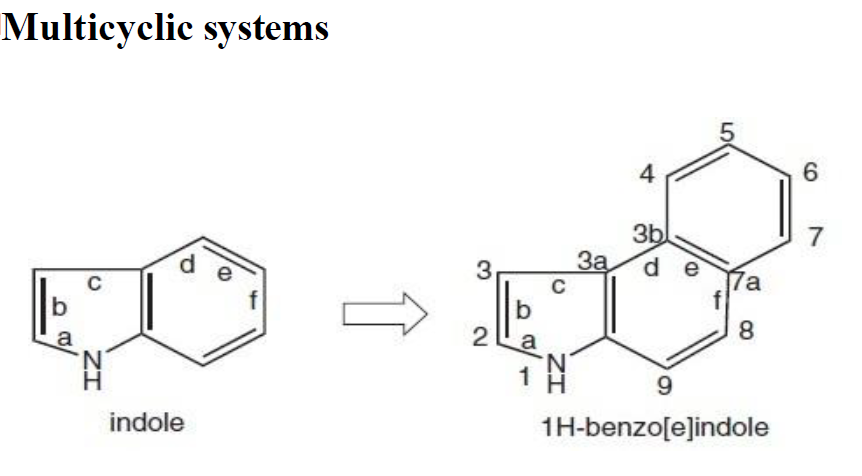 Multicyclic systems
5
4
6
3b
7
d
e
c
f
b
a
N
H
3
3a
d
e
7a
c
f
b
2
a
8
1
N
H
9
indole
1H-benzo[e]indole